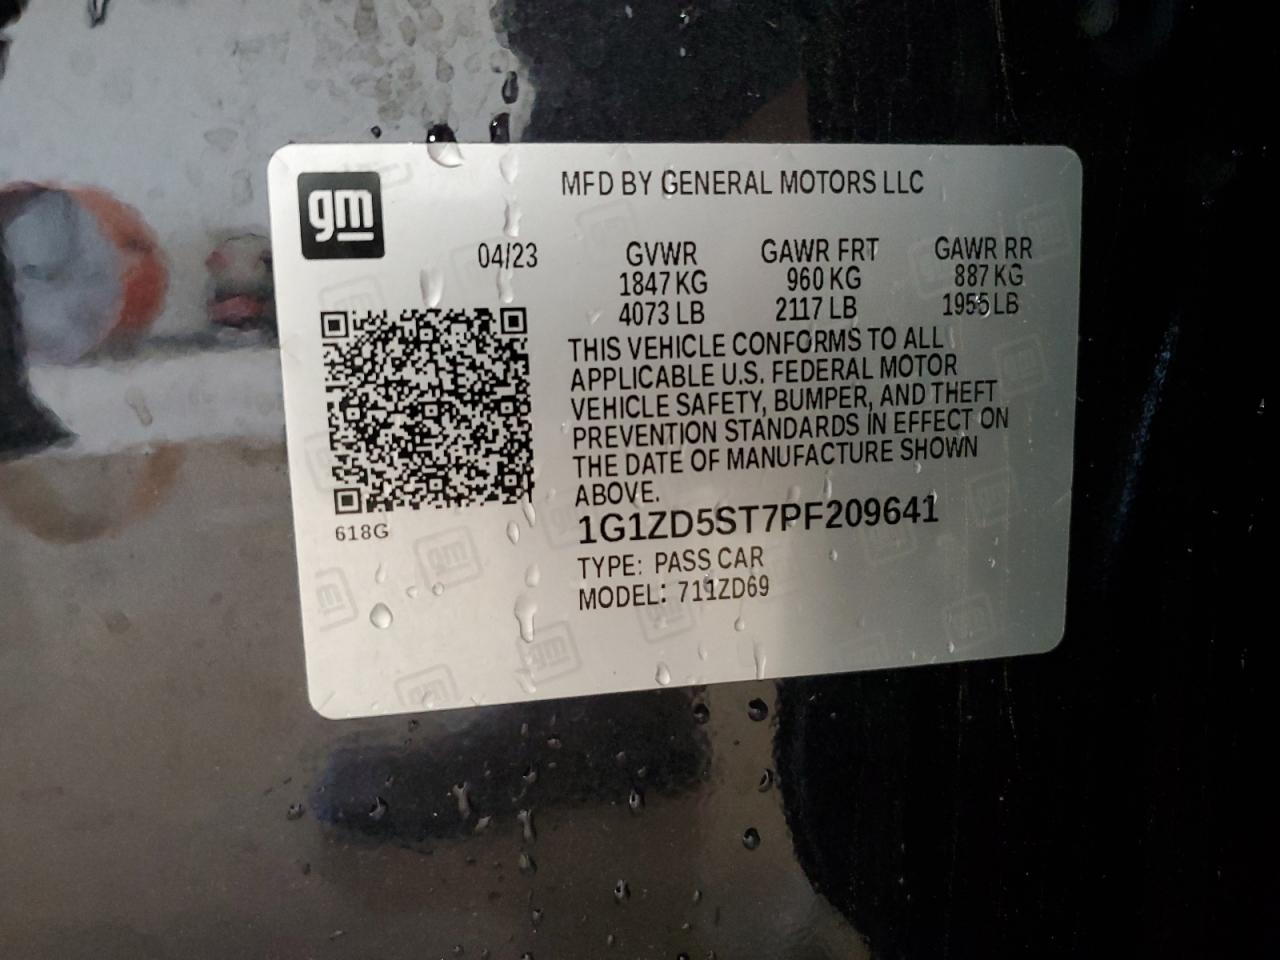 gm
MFD BY GENERAL MOTORS LLC
04/23 GVWR GAWR FRT GAWR RR
1847 KG 960 KG 887 KG
4073 LB 2117 LB 1955 LB
THIS VEHICLE CONFORMS TO ALL
APPLICABLE U.S. FEDERAL MOTOR
VEHICLE SAFETY, BUMPER, AND THEFT
PREVENTION STANDARDS IN EFFECT ON
THE DATE OF MANUFACTURE SHOWN
ABOVE.
618G
1G1ZD5ST7PF209641
TYPE: PASS CAR
MODEL: 711ZD69